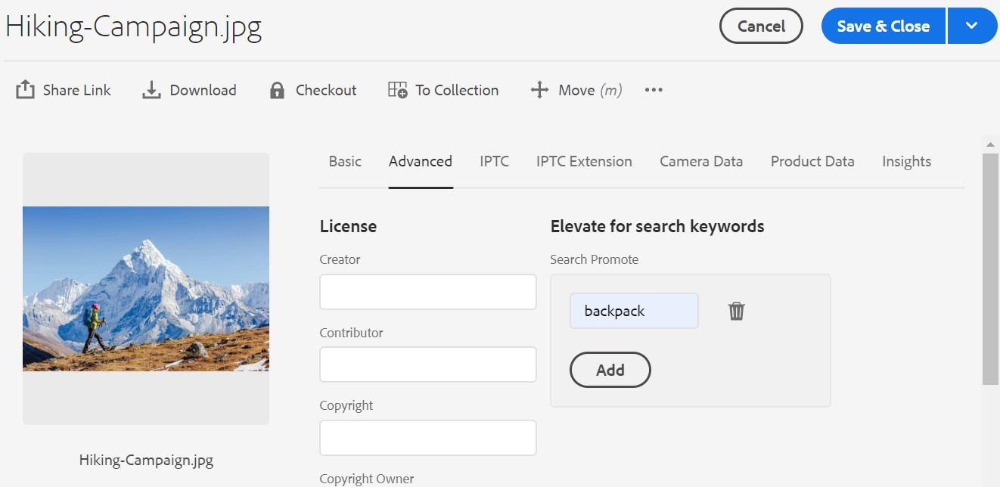 Hiking-Campaign.jpg
Cancel
Save & Close
Share Link
Download
Checkout
To Collection
Move (m)
Basic
Advanced
IPTC
IPTC Extension
Camera Data
Product Data
Insights
License
Creator
Contributor
Copyright
Copyright Owner
Elevate for search keywords
Search Promote
backpack
Add
Hiking-Campaign.jpg